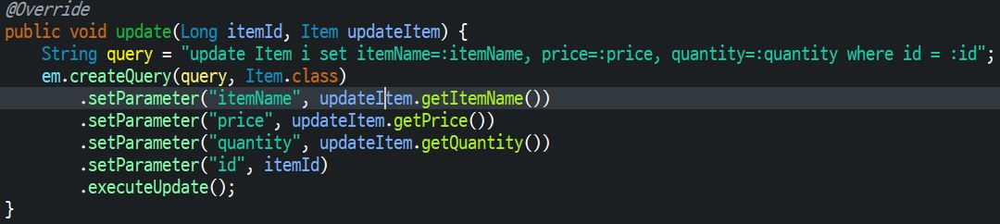 @Override
public void update(Long itemId, Item updateItem) {
    String query = "update Item i set itemName=:itemName, price=:price, quantity=:quantity where id = :id";
    em.createQuery(query, Item.class)
        .setParameter("itemName", updateItem.getItemName())
        .setParameter("price", updateItem.getPrice())
        .setParameter("quantity", updateItem.getQuantity())
        .setParameter("id", itemId)
        .executeUpdate();
}